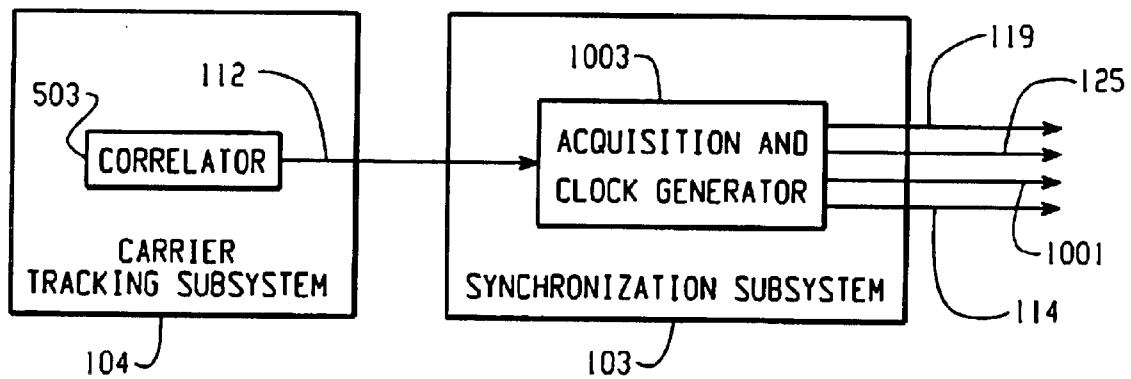 119
112
1003
125
503
CORRELATOR
ACQUISITION AND
CLOCK GENERATOR
CARRIER
TRACKING SUBSYSTEM
SYNCHRONIZATION SUBSYSTEM
1001
114
104
103